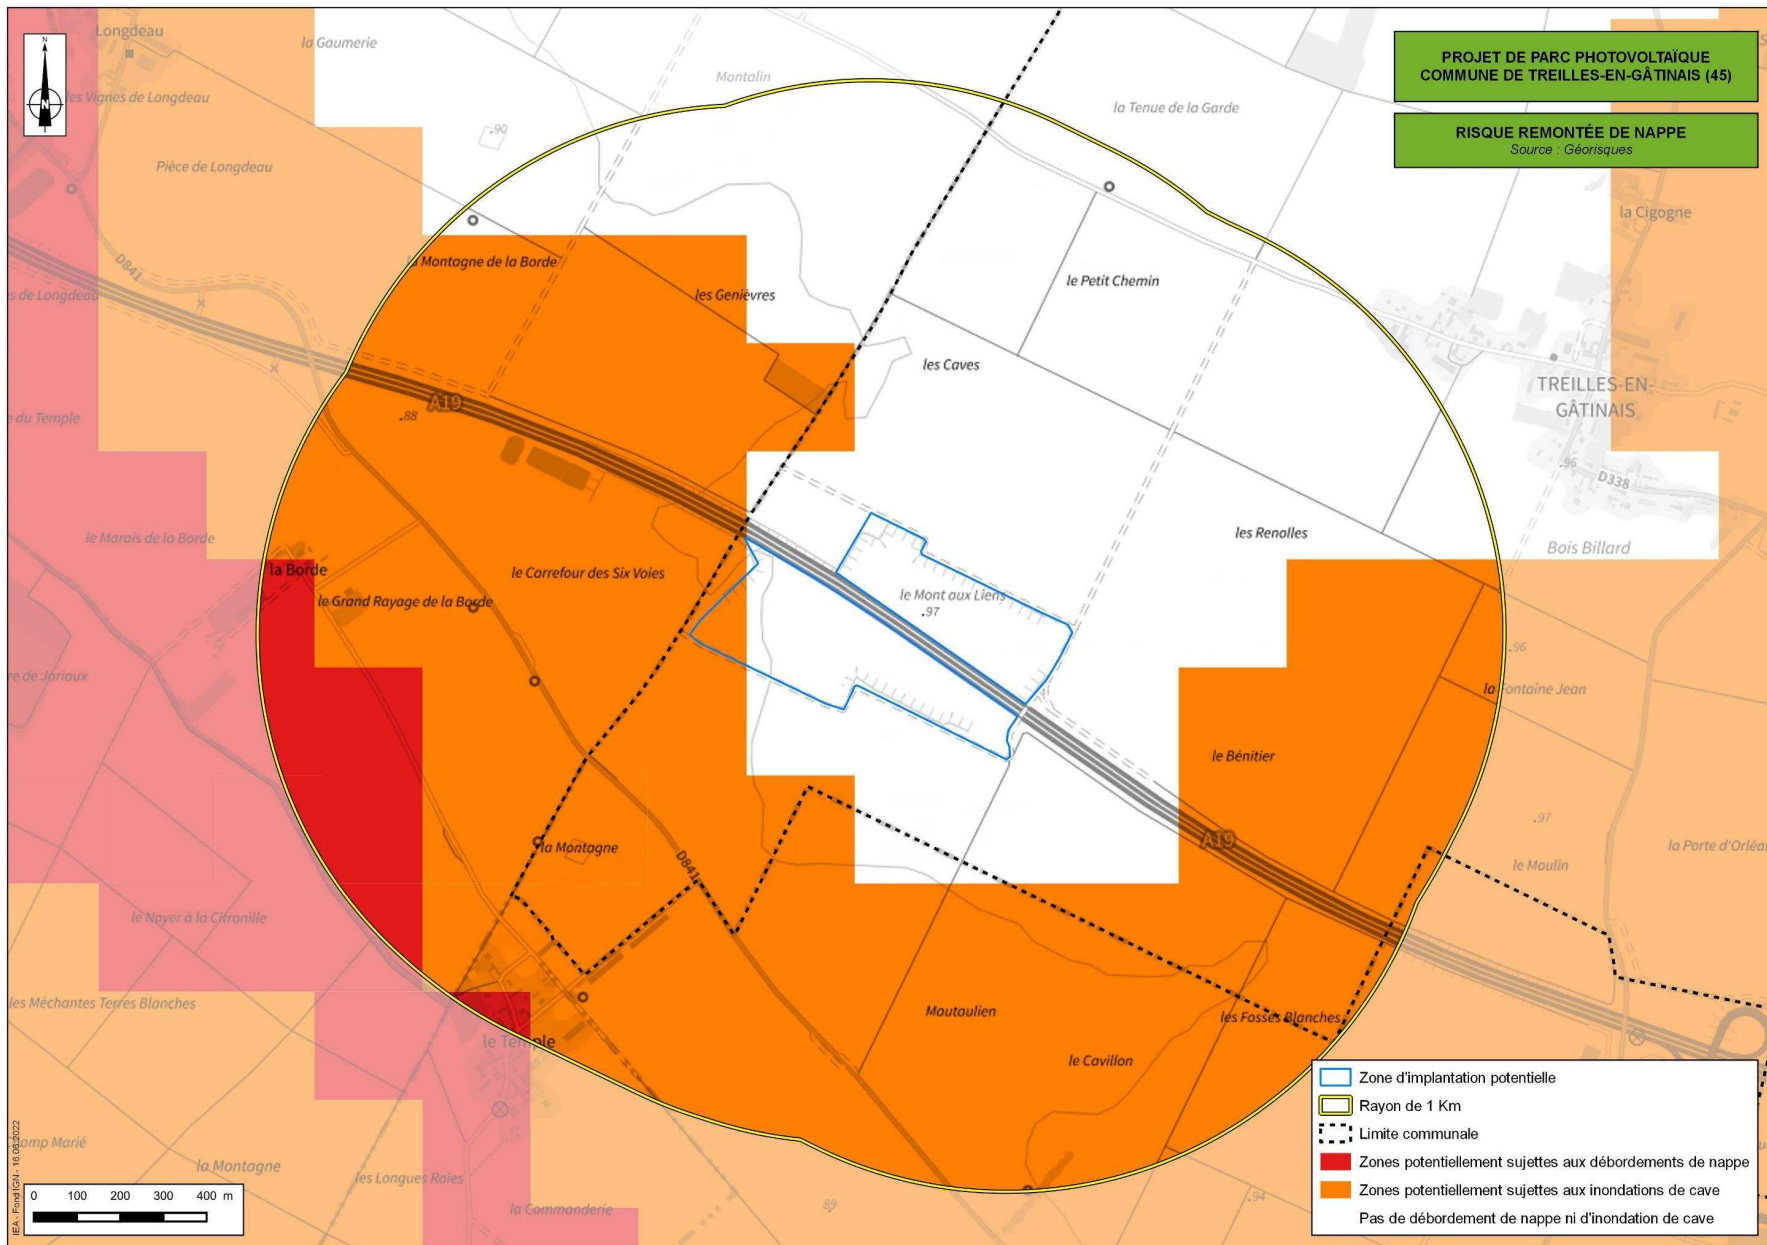 PROJET DE PARC PHOTOVOLTAÏQUE
COMMUNE DE TREILLES-EN-GÂTINAIS (45)
RISQUE REMONTÉE DE NAPPE
Source : Géorisques
N
N
Longdeau
la Gaumerie
Montalin
les Vignes de Longdeau
la Tenue de la Garde
.90
Pièce de Longdeau
la Cigogne
D841
la Montagne de la Borde
le Petit Chemin
les Genièvres
s de Longdeau
les Caves
TREILLES-EN-
GÂTINAIS
A19
.88
e du Temple
.96
D338
les Renolles
le Marais de la Borde
Bois Billard
la Borde
le Carrefour des Six Voies
le Grand Rayage de la Borde
le Mont aux Liens
.97
.96
re de Jariaux
la Fontaine Jean
le Bénitier
.97
A19
la Montagne
la Porte d'Orléa
D841
le Moulin
le Noyer à la Citronille
les Méchantes Terres Blanches
Moutaulien
les Fosses Blanches
le Temple
le Cavillon
amp Marié
la Montagne
les Longues Raies
la Commanderie
89
.94
Zone d'implantation potentielle
Rayon de 1 Km
Limite communale
Zones potentiellement sujettes aux débordements de nappe
Zones potentiellement sujettes aux inondations de cave
Pas de débordement de nappe ni d'inondation de cave
0 100 200 300 400 m
IEA - Fond IGN - 16.06.2022